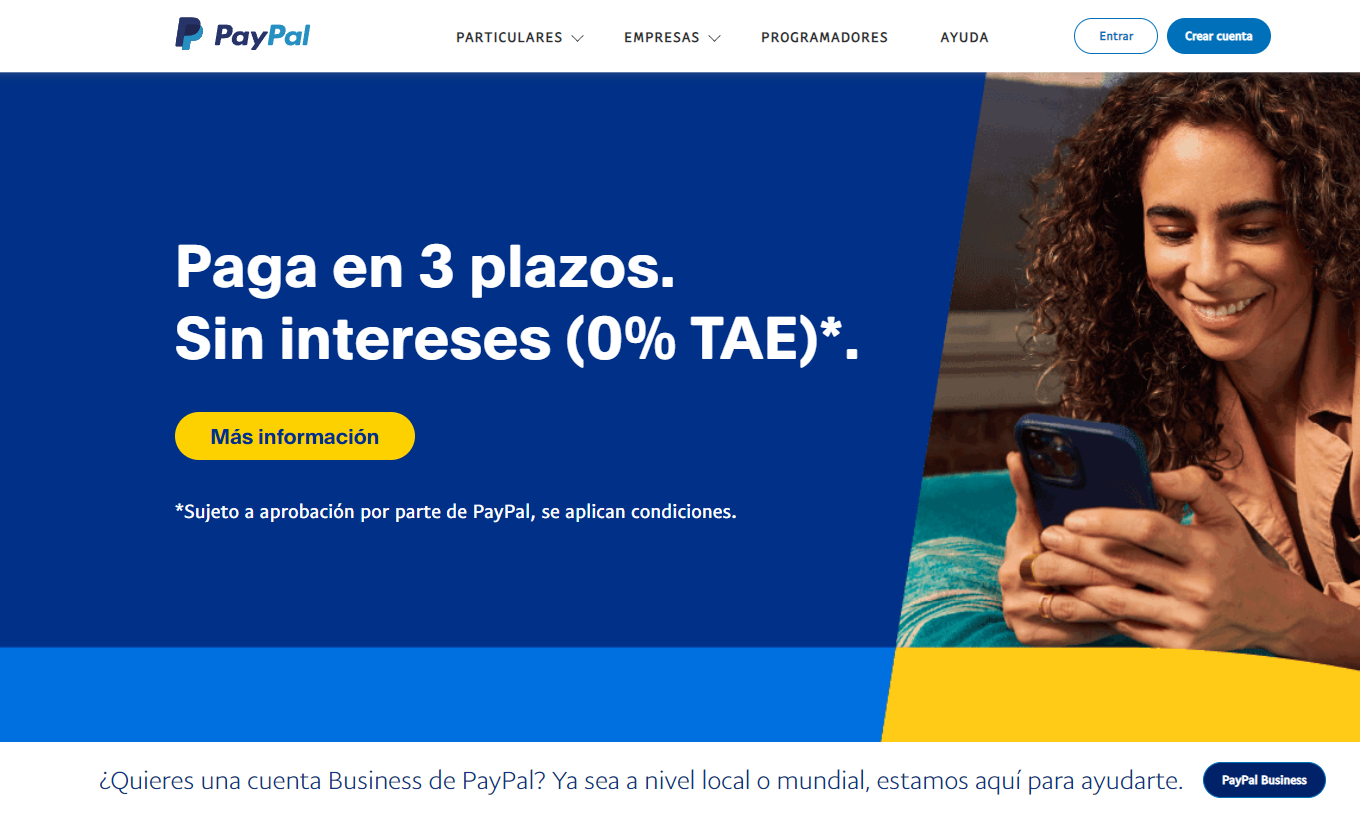 PayPal
PARTICULARES
EMPRESAS
PROGRAMADORES
AYUDA
Entrar
Crear cuenta
Paga en 3 plazos.
Sin intereses (0% TAE)*.
Más información
*Sujeto a aprobación por parte de PayPal, se aplican condiciones.
¿Quieres una cuenta Business de PayPal? Ya sea a nivel local o mundial, estamos aquí para ayudarte.
PayPal Business